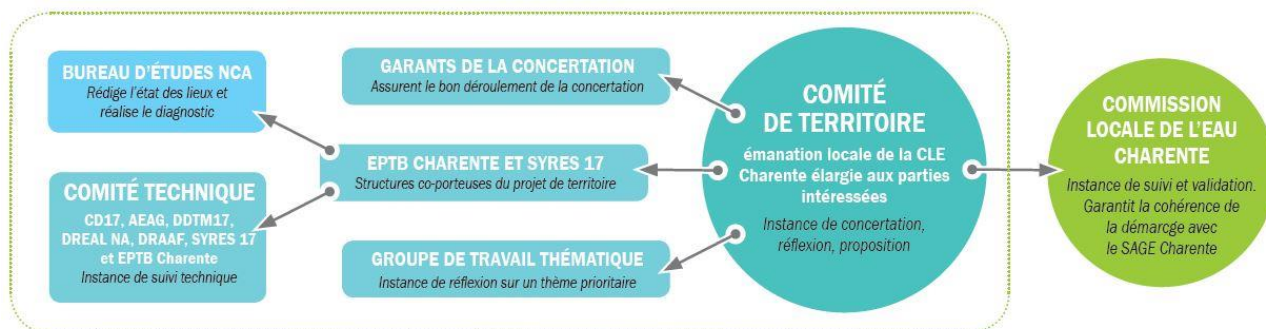 BUREAU D'ÉTUDES NCA
Rédige l'état des lieux et
réalise le diagnostic
COMITÉ TECHNIQUE
CD17, AEAG, DDTM17,
DREAL NA, DRAAF, SYRES 17
et EPTB Charente
Instance de suivi technique
GARANTS DE LA CONCERTATION
Assurent le bon déroulement de la concertation
EPTB CHARENTE ET SYRES 17
Structures co-porteuses du projet de territoire
GROUPE DE TRAVAIL THÉMATIQUE
Instance de réflexion sur un thème prioritaire
COMITÉ
DE TERRITOIRE
émanation locale de la CLE
Charente élargie aux parties
intéressées
Instance de concertation,
réflexion, proposition
COMMISSION
LOCALE DE L'EAU
CHARENTE
Instance de suivi et validation.
Garantit la cohérence de
la démarcge avec
le SAGE Charente